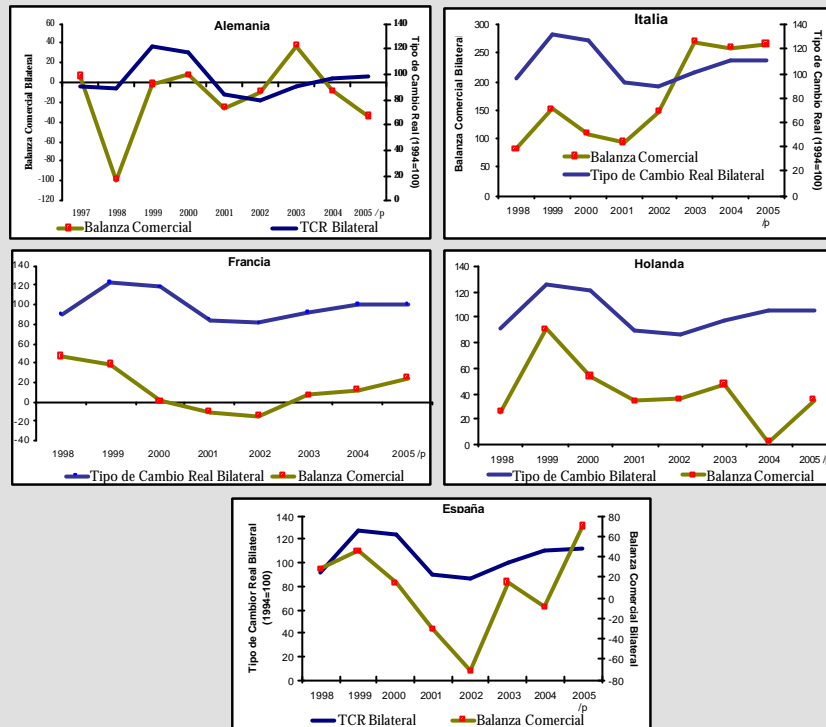 Alemania
Balanza Comercial Bilateral
60
40
20
0
-20
-40
-60
-80
-100
-120
140
120
100
80
60
40
20
0
Tipo de Cambio Real (1994=100)
1997 1998 1999 2000 2001 2002 2003 2004 2005 /p
Balanza Comercial TCR Bilateral
Italia
Balanza Comercial Bilateral
300
250
200
150
100
50
0
140
120
100
80
60
40
20
0
Tipo de Cambio Real (1994=100)
Balanza Comercial
Tipo de Cambio Real Bilateral
1998 1999 2000 2001 2002 2003 2004 2005
/p
Francia
140
120
100
80
60
40
20
0
-20
-40
1998 1999 2000 2001 2002 2003 2004 2005 /p
Tipo de Cambio Real Bilateral Balanza Comercial
Holanda
140
120
100
80
60
40
20
0
1998 1999 2000 2001 2002 2003 2004 2005 /p
Tipo de Cambio Bilateral Balanza Comercial
España
Tipo de Cambior Real Bilateral
(1994=100)
140
120
100
80
60
40
20
0
80
60
40
20
0
-20
-40
-60
-80
Balanza Comercial Bilateral
1998 1999 2000 2001 2002 2003 2004 2005
/p
TCR Bilateral Balanza Comercial